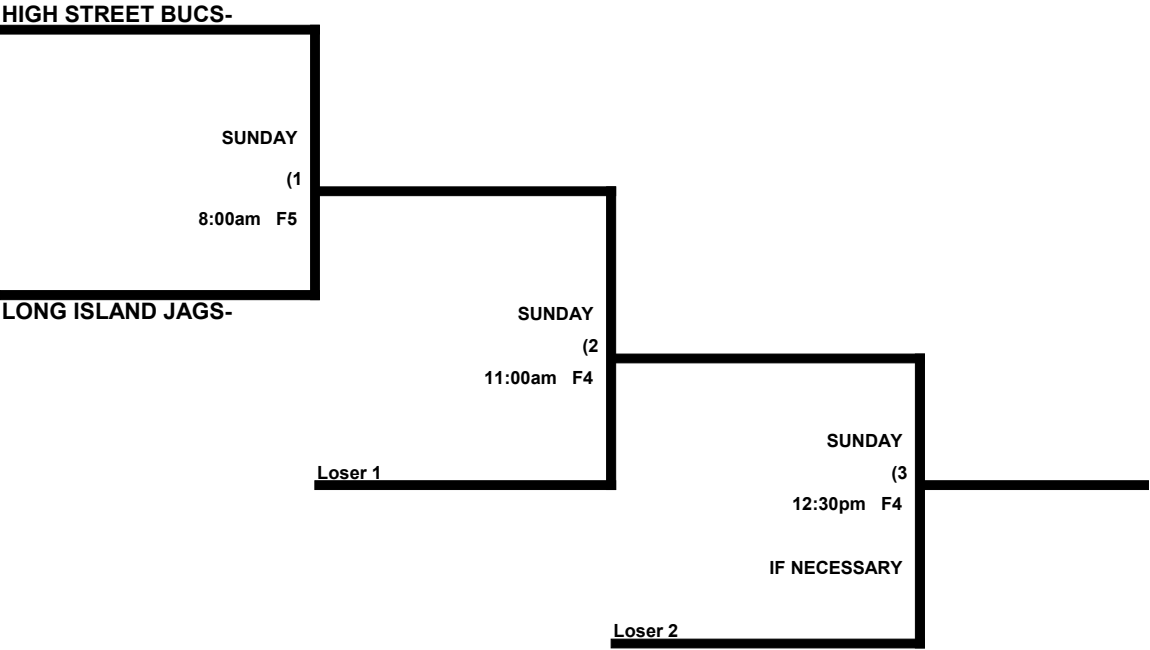 HIGH STREET BUCS-
SUNDAY
(1
8:00am F5
LONG ISLAND JAGS-
SUNDAY
(2
11:00am F4
Loser 1
SUNDAY
(3
12:30pm F4
IF NECESSARY
Loser 2